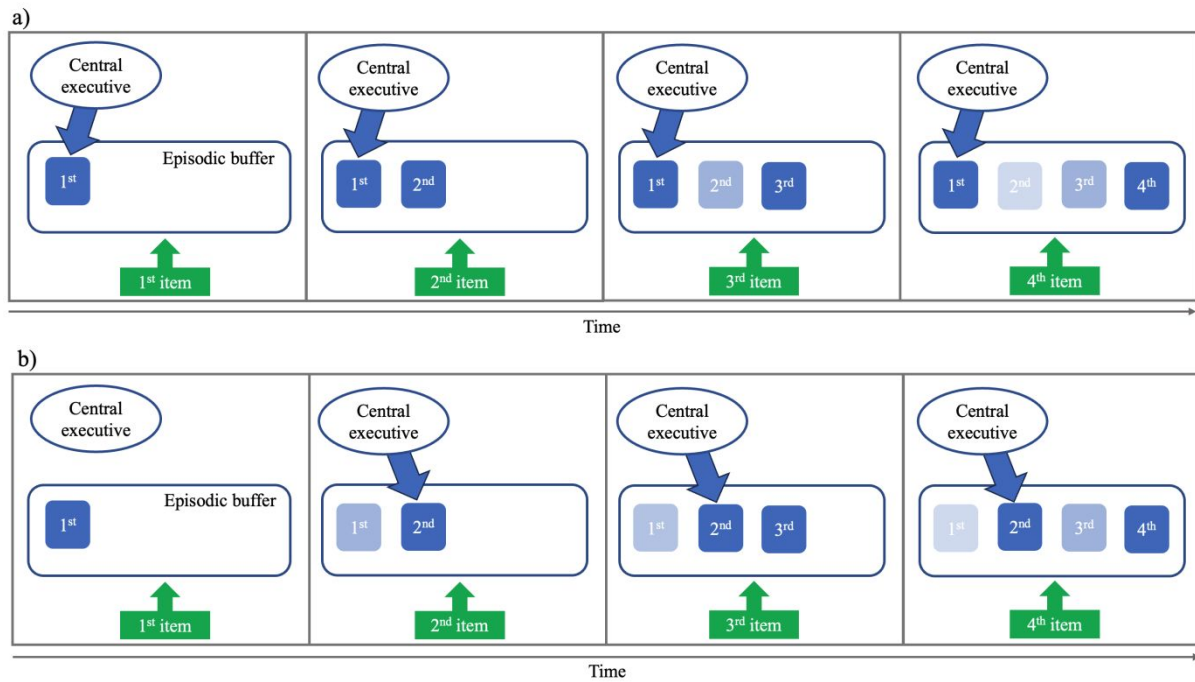 a)
Central
executive
Episodic buffer
1st
1st item
Central
executive
1st 2nd
2nd item
Central
executive
1st 2nd 3rd
3rd item
Central
executive
1st 2nd 3rd 4th
4th item
Time
b)
Central
executive
Episodic buffer
1st
1st item
Central
executive
1st 2nd
2nd item
Central
executive
1st 2nd 3rd
3rd item
Central
executive
1st 2nd 3rd 4th
4th item
Time